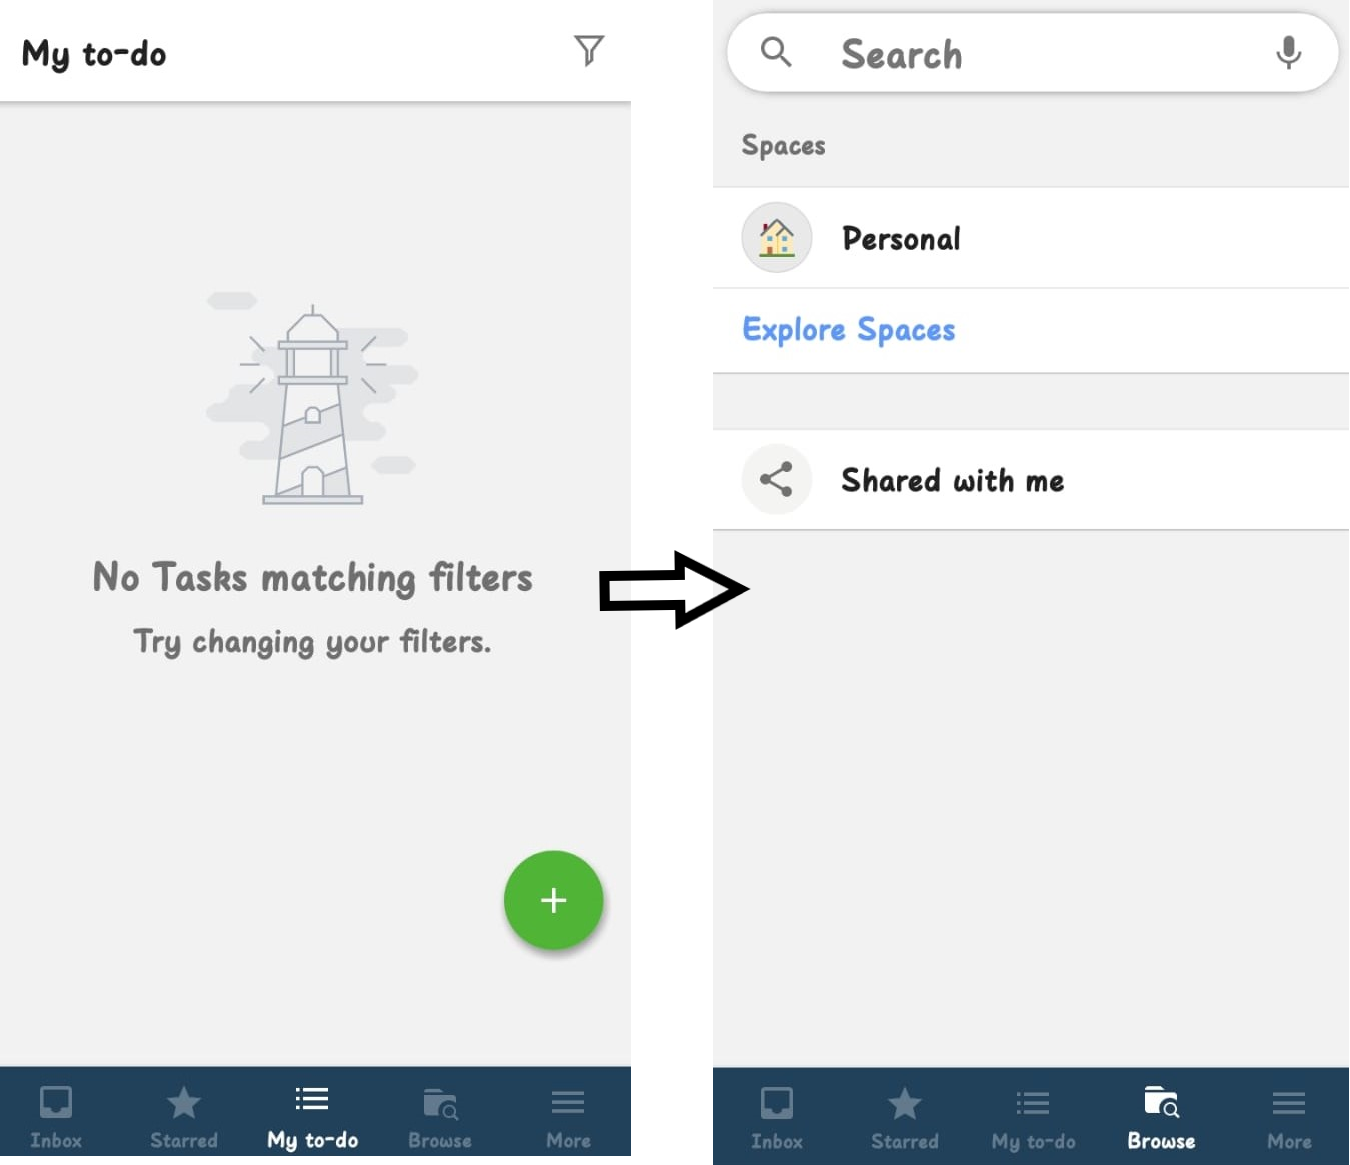 My to-do
No Tasks matching filters
Try changing your filters.
Inbox Starred My to-do Browse More
Search
Spaces
Personal
Explore Spaces
Shared with me
Inbox Starred My to-do Browse More